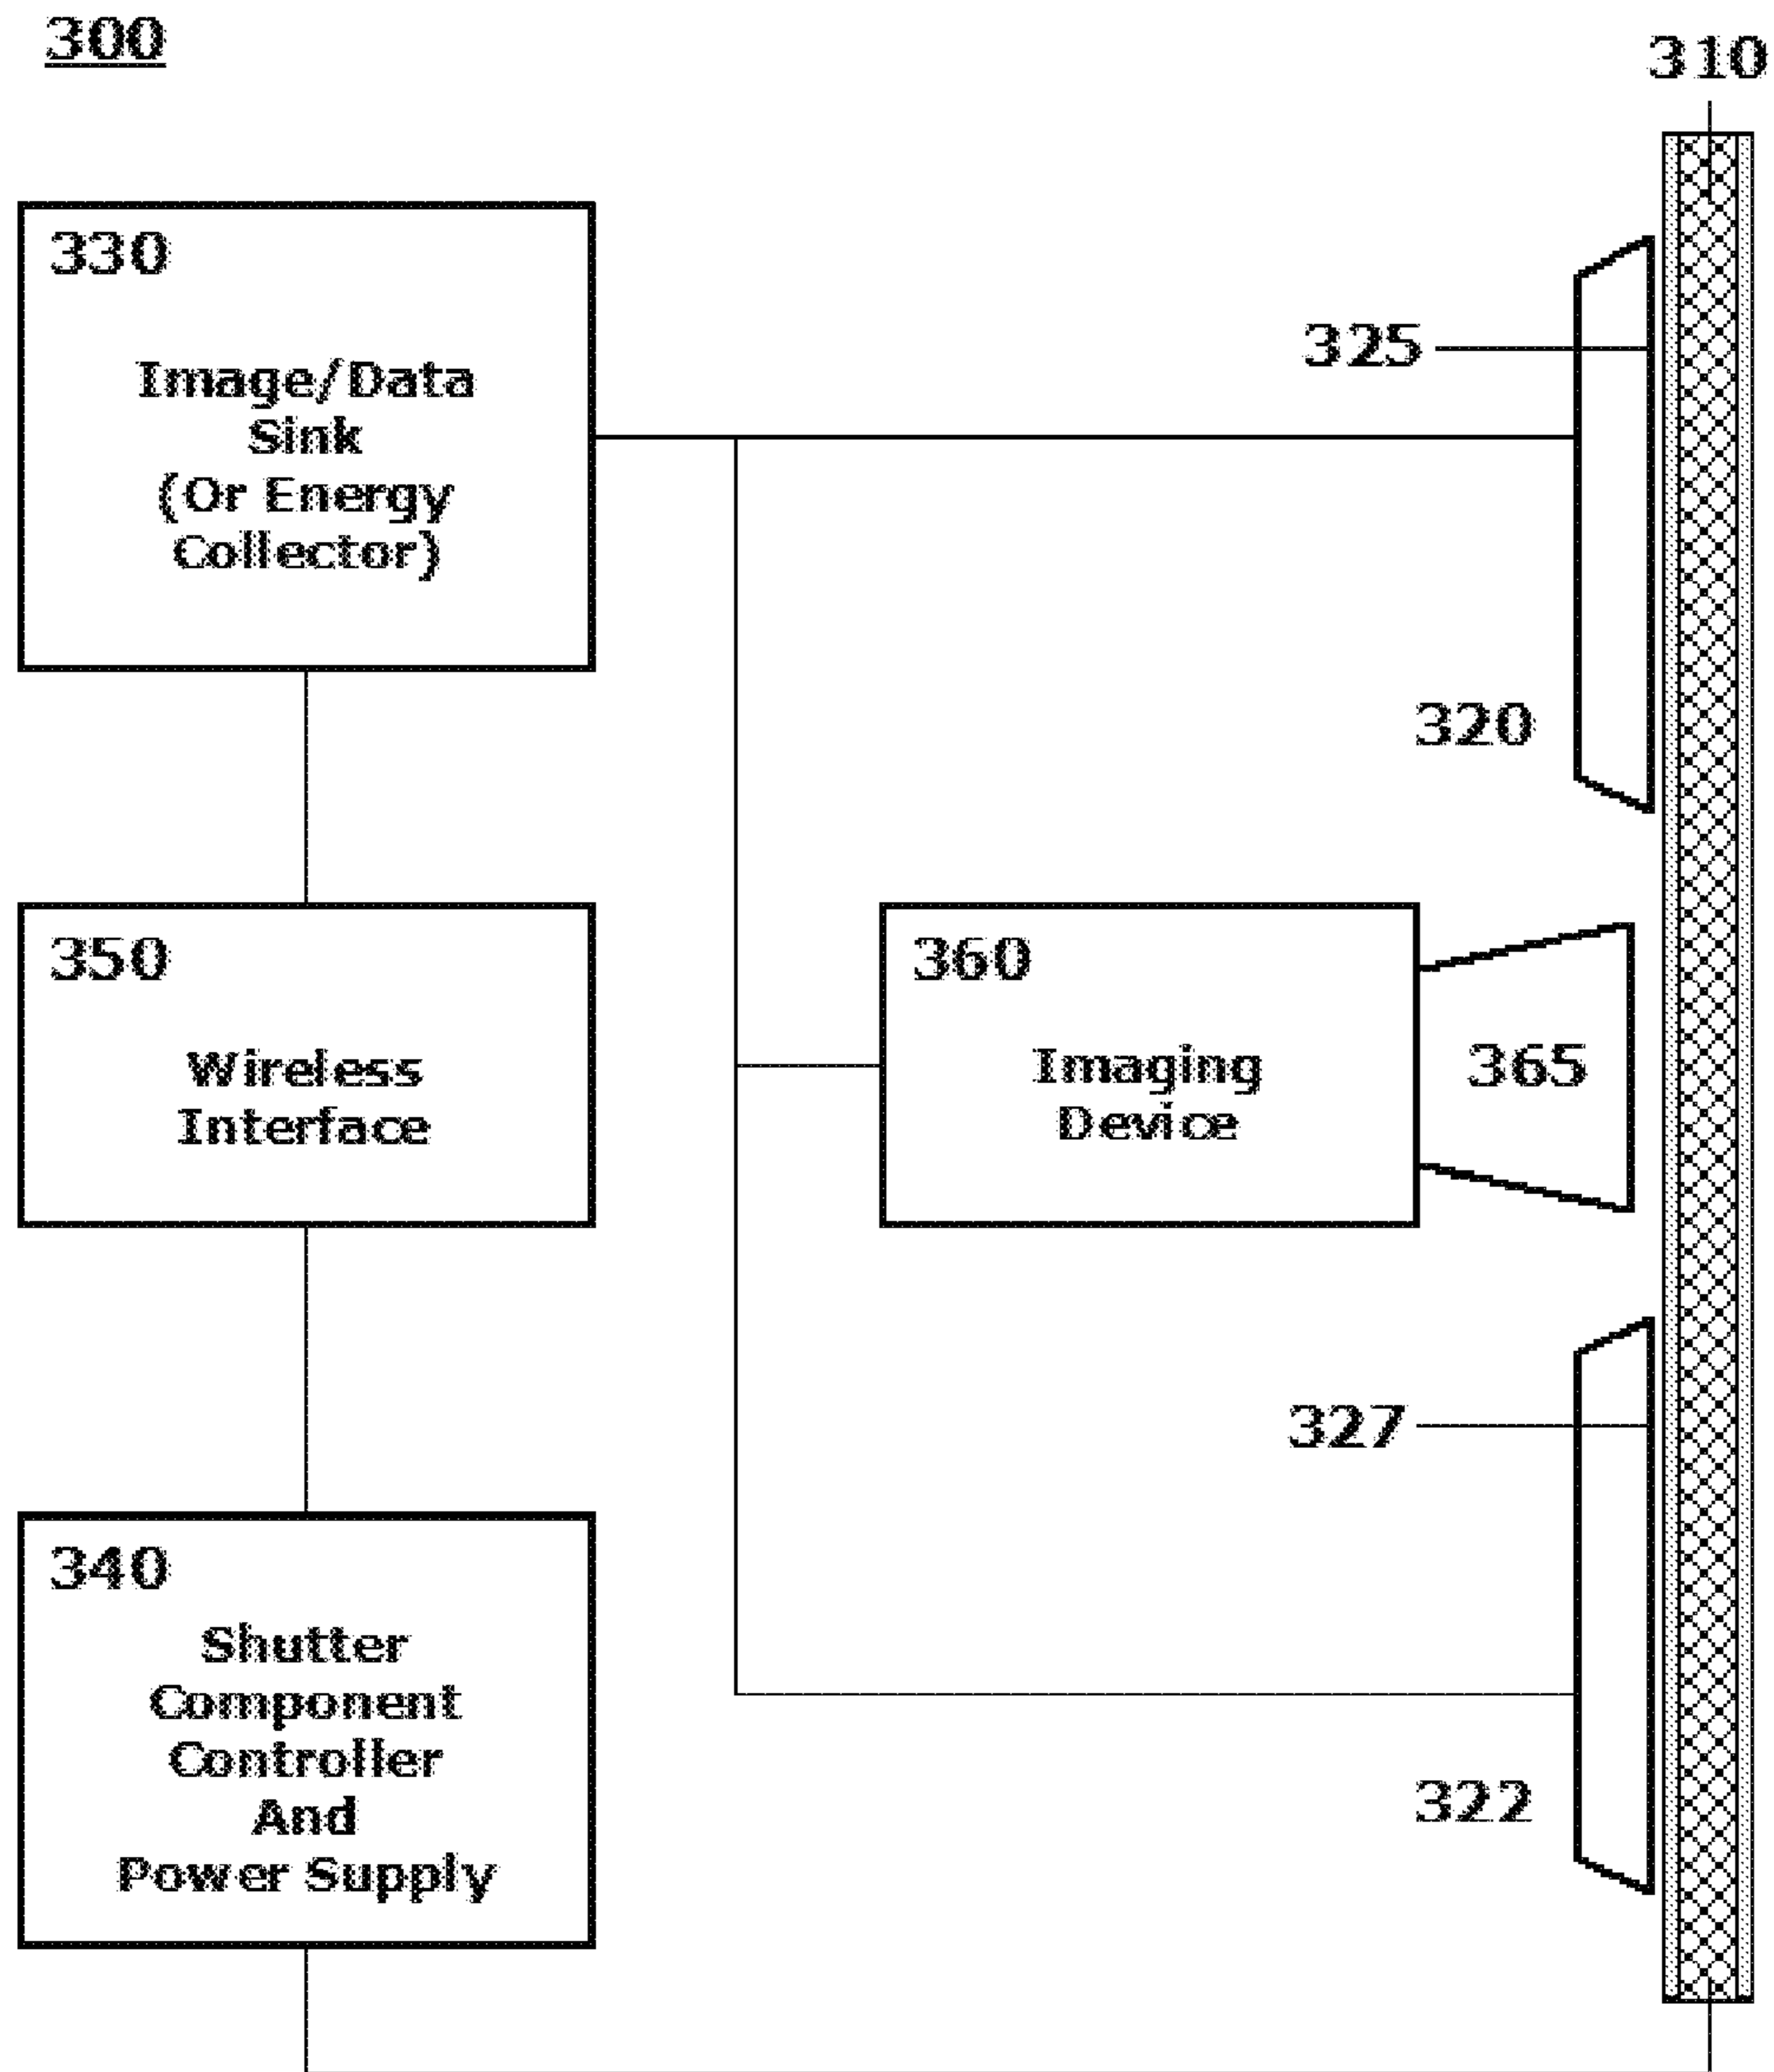 300
310
330
Image/Data
Sink
(Or Energy
Collector)
325
320
350
Wireless
Interface
360
Imaging
Device
365
327
340
Shutter
Component
Controller
And
Power Supply
322